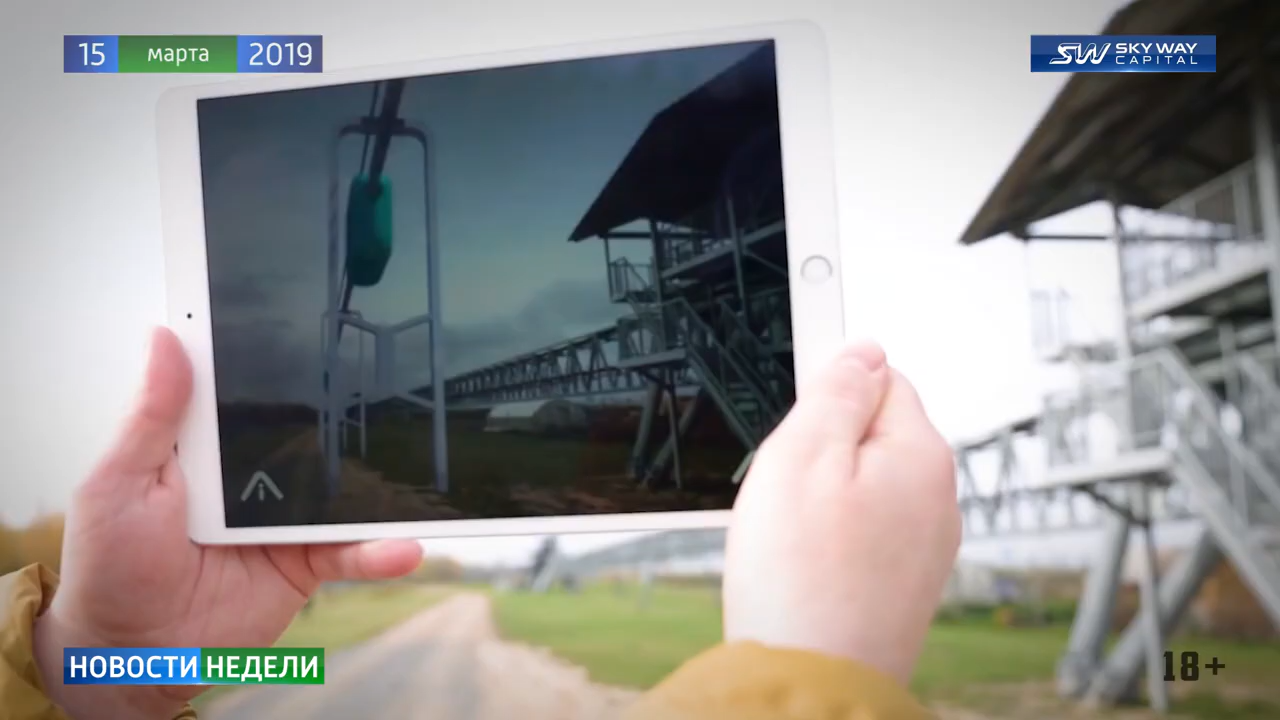 15 марта 2019
SW SKY WAY
CAPITAL
НОВОСТИ НЕДЕЛИ
18+